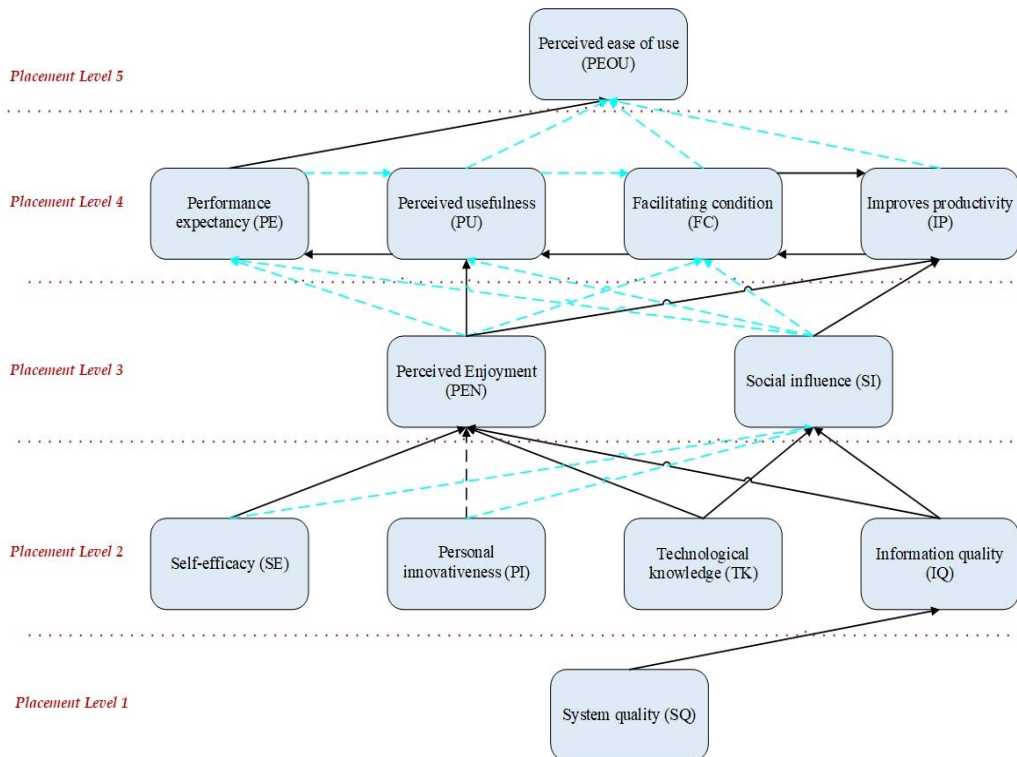 Perceived ease of use
(PEOU)
Placement Level 5
Performance
expectancy (PE)
Perceived usefulness
(PU)
Facilitating condition
(FC)
Improves productivity
(IP)
Placement Level 4
Perceived Enjoyment
(PEN)
Social influence (SI)
Placement Level 3
Self-efficacy (SE)
Personal
innovativeness (PI)
Technological
knowledge (TK)
Information quality
(IQ)
Placement Level 2
Placement Level 1
System quality (SQ)